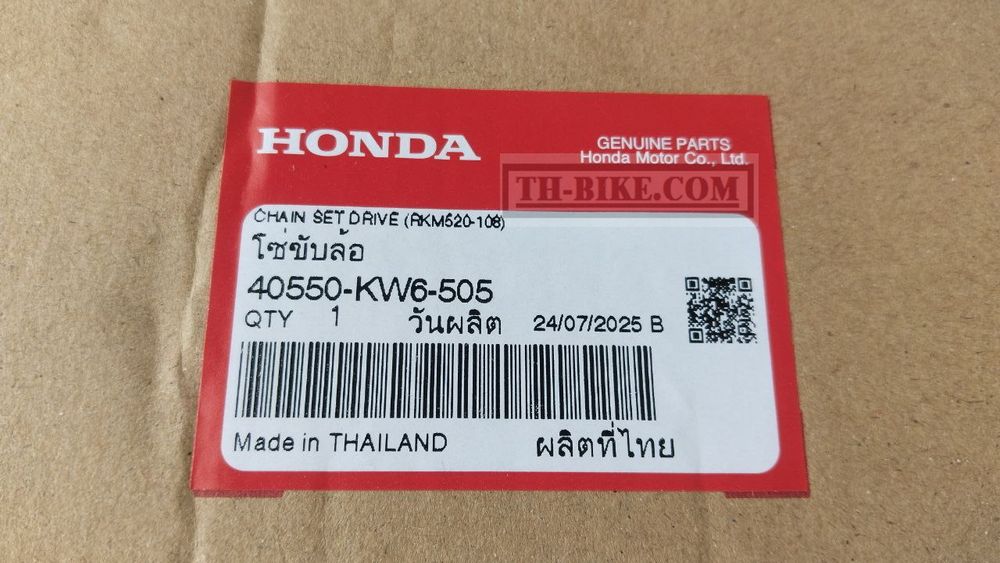 HONDA
GENUINE PARTS
Honda Motor Co., Ltd.
TH-BIKE.COM
CHAIN SET DRIVE (RKM520-108)
โซ่ขับล้อ
40550-KW6-505
QTY 1 วันผลิต 24/07/2025 B
Made in THAILAND ผลิตที่ไทย